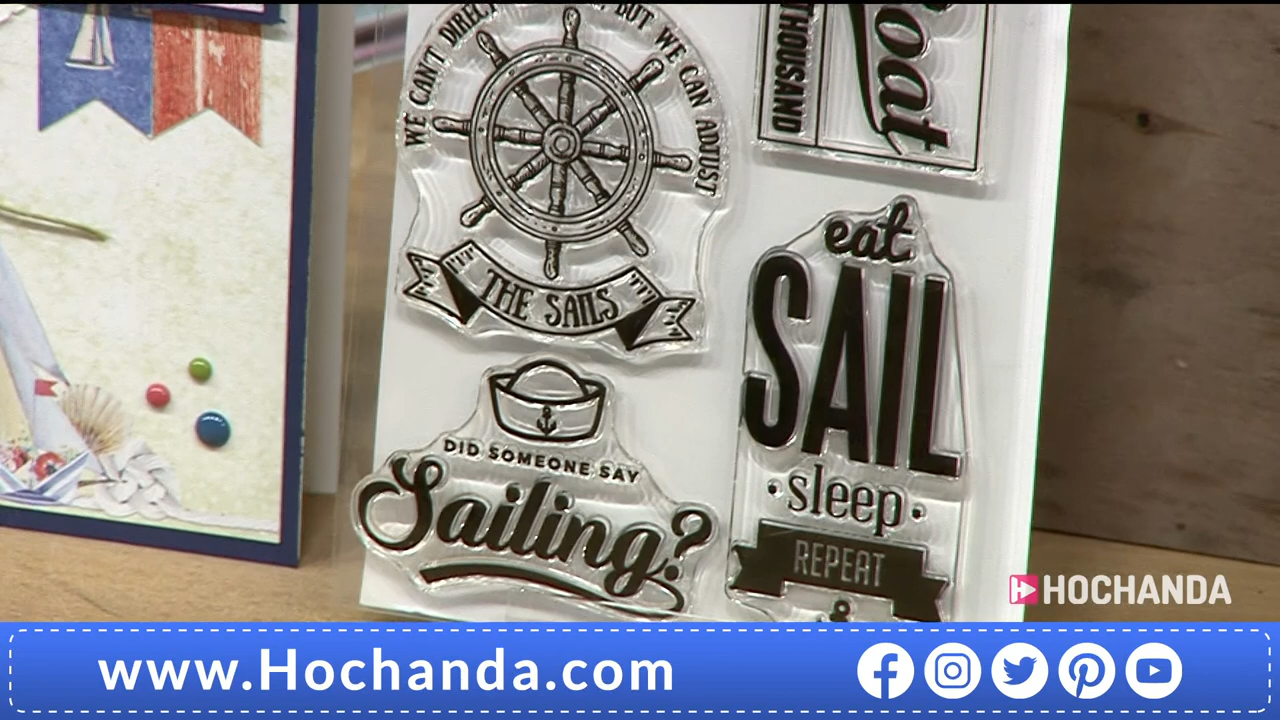 WE CAN'T DIRECT
BUT WE CAN ADJUST
THE SAILS
THOUSAND
eat
SAIL
sleep
REPEAT
&
DID SOMEONE SAY
Sailing?
HOCHANDA
www.Hochanda.com